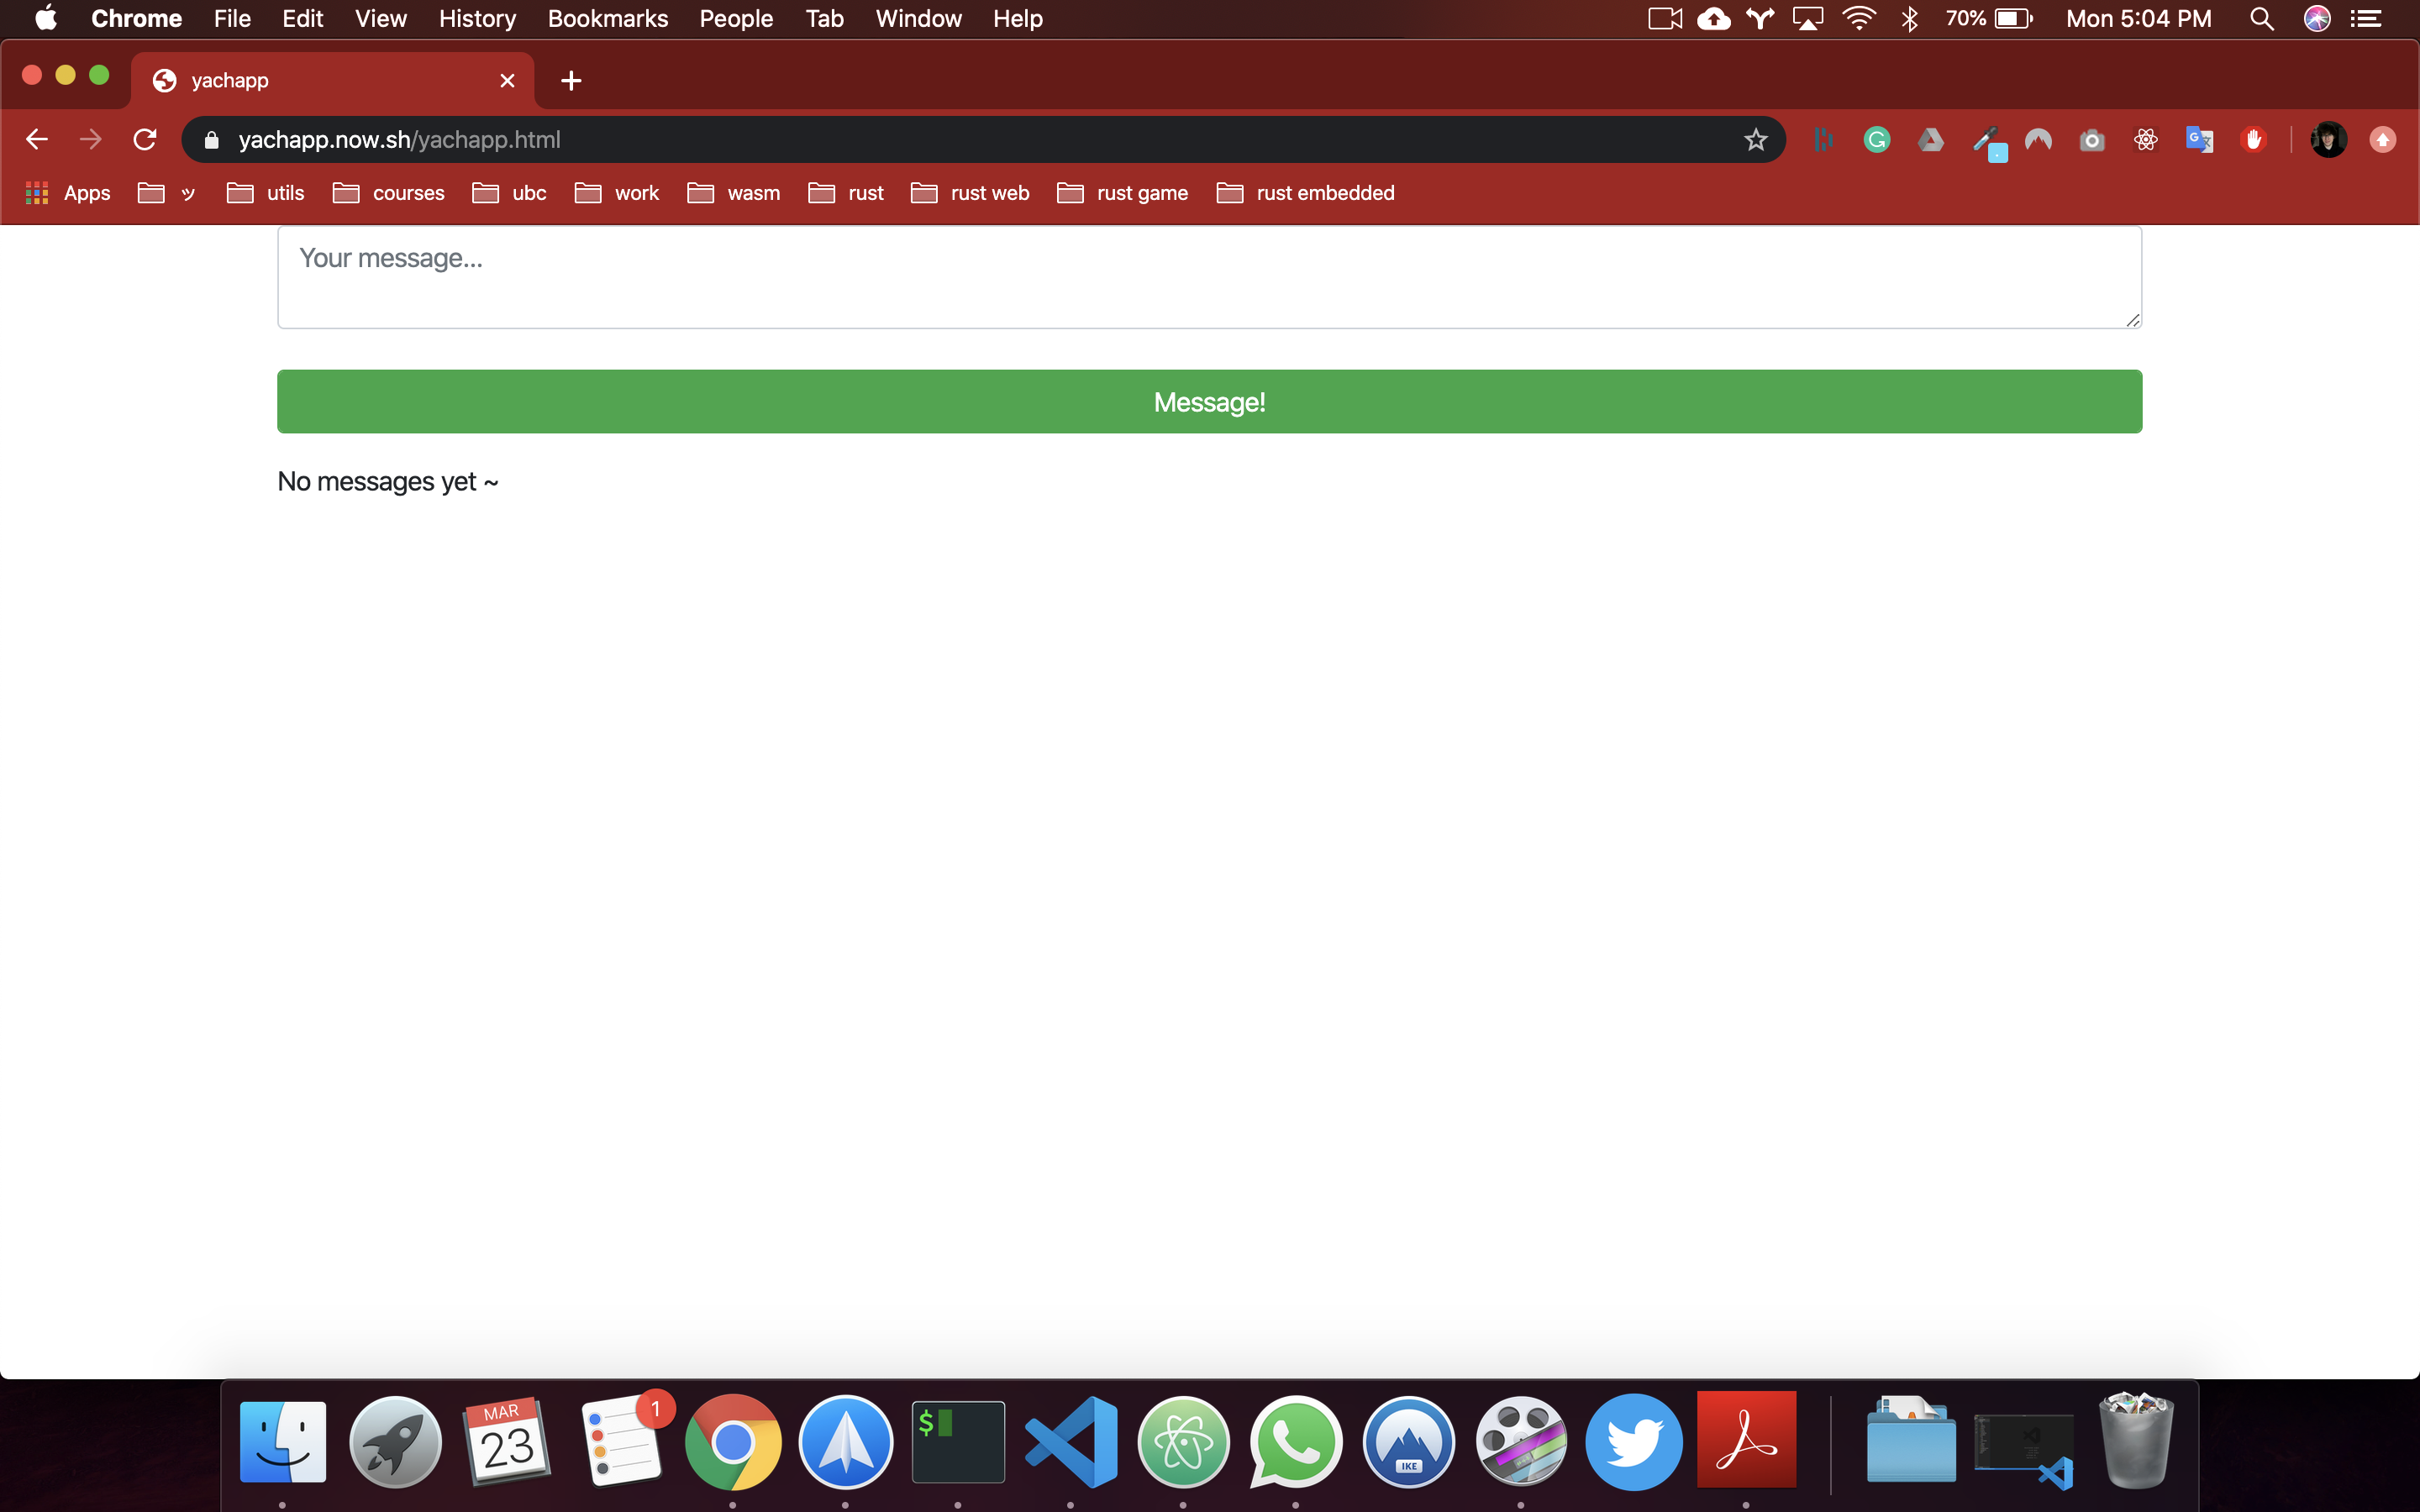 Chrome File Edit View History Bookmarks People Tab Window Help 70% Mon 5:04 PM
yachapp
yachapp.now.sh/yachapp.html
Apps ツ utils courses ubc work wasm rust rust web rust game rust embedded
Your message...
Message!
No messages yet ~
MAR
23
1
$
IKE